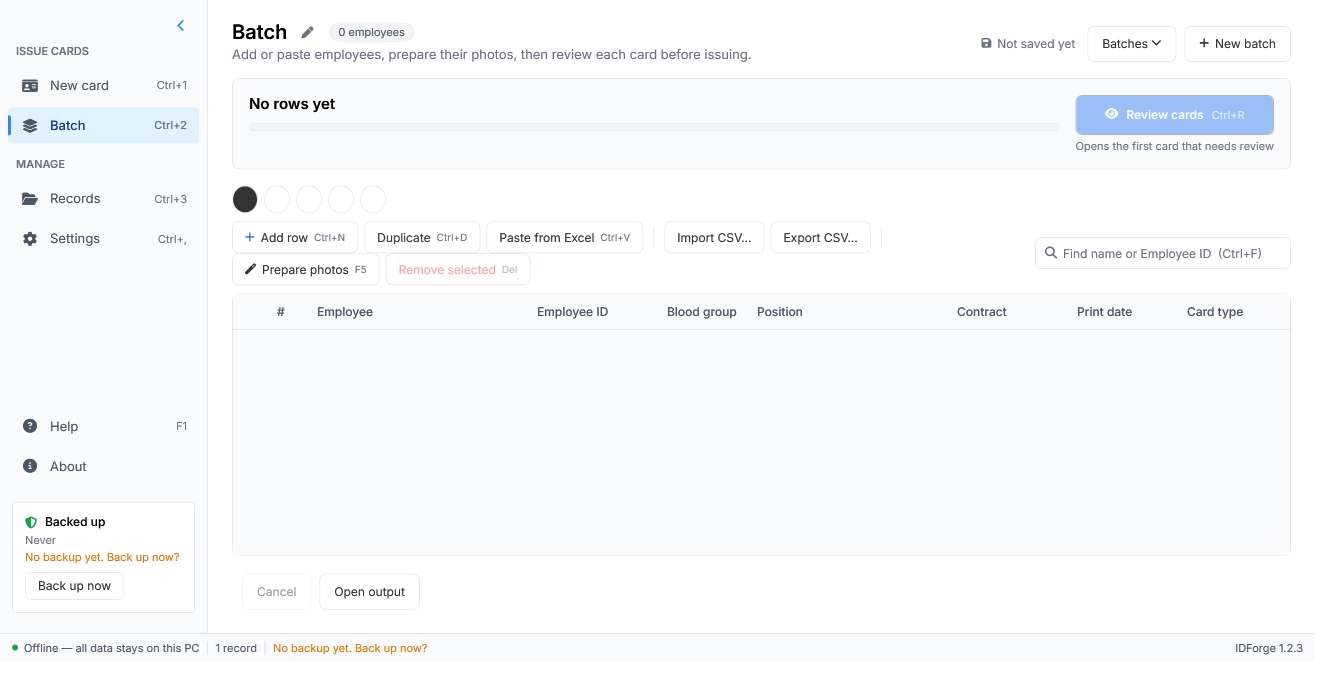 ISSUE CARDS
New card Ctrl+1
Batch Ctrl+2
MANAGE
Records Ctrl+3
Settings Ctrl+,
Help F1
About
Backed up
Never
No backup yet. Back up now?
Back up now
Batch 0 employees
Add or paste employees, prepare their photos, then review each card before issuing.
Not saved yet Batches + New batch
No rows yet
Review cards Ctrl+R
Opens the first card that needs review
+ Add row Ctrl+N Duplicate Ctrl+D Paste from Excel Ctrl+V Import CSV... Export CSV...
Prepare photos F5 Remove selected Del
Find name or Employee ID (Ctrl+F)
# Employee Employee ID Blood group Position Contract Print date Card type
Cancel Open output
Offline — all data stays on this PC 1 record No backup yet. Back up now? IDForge 1.2.3